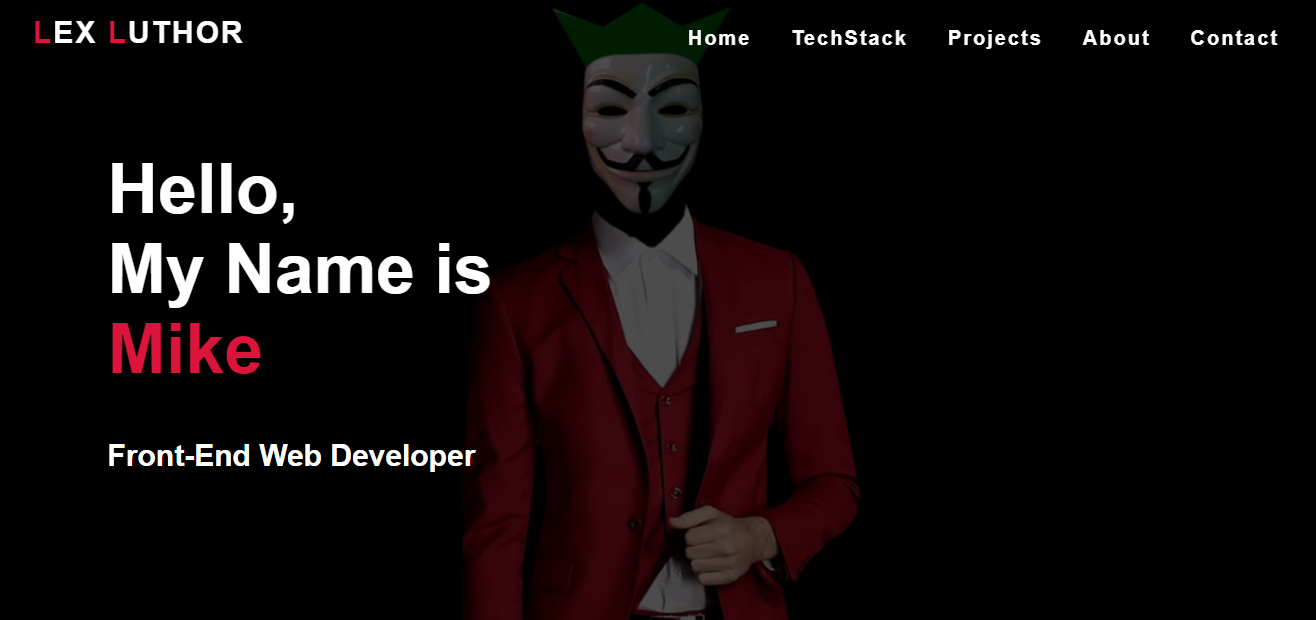 LEX LUTHOR
Home TechStack Projects About Contact
Hello,
My Name is
Mike
Front-End Web Developer